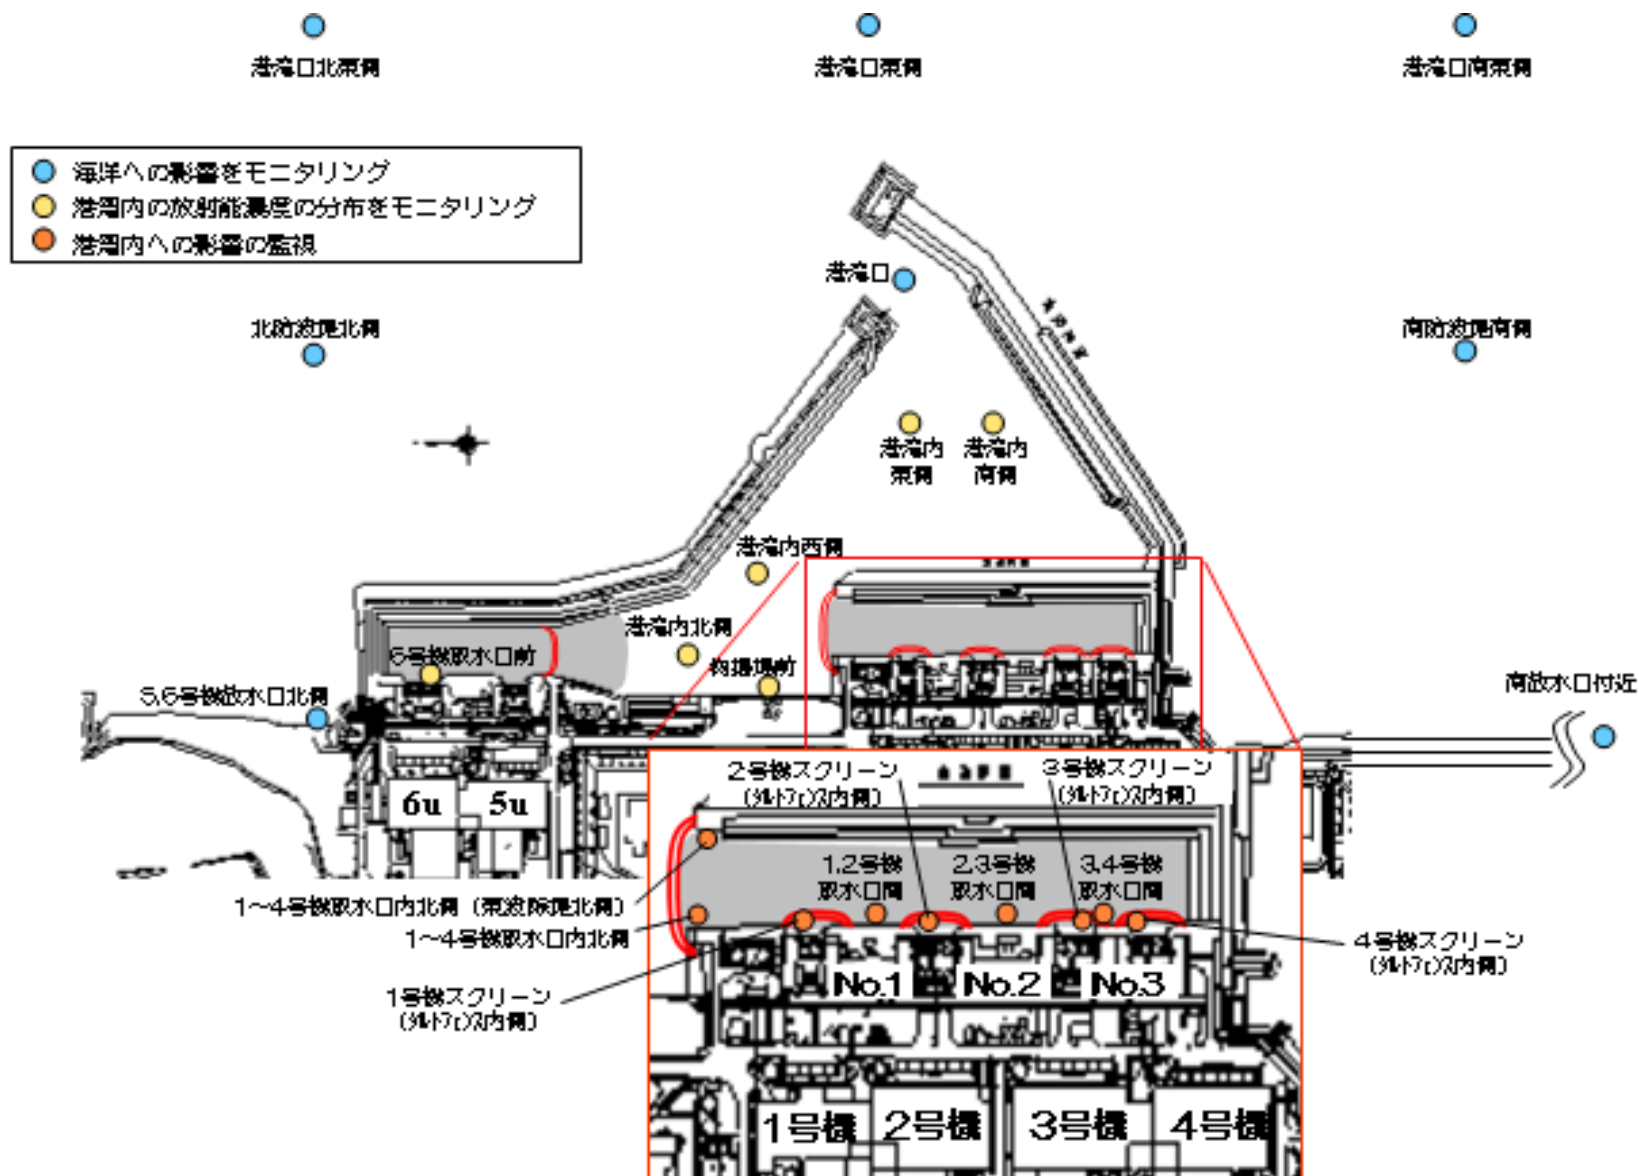 港湾口北東側
港湾口東側
港湾口南東側
海洋への影響をモニタリング
港湾内の放射能濃度の分布をモニタリング
港湾内への影響の監視
港湾口
北防波堤北側
南防波堤南側
港湾内
東側
港湾内
南側
港湾内西側
港湾内北側
6号機取水口前
物揚場前
5,6号機放水口北側
南放水口付近
6u
5u
2号機スクリーン
(シルトフェンス内側)
3号機スクリーン
(シルトフェンス内側)
1,2号機
取水口間
2,3号機
取水口間
3,4号機
取水口間
1~4号機取水口内北側 (東波除堤北側)
1~4号機取水口内北側
4号機スクリーン
(シルトフェンス内側)
1号機スクリーン
(シルトフェンス内側)
No.1
No.2
No.3
1号機
2号機
3号機
4号機